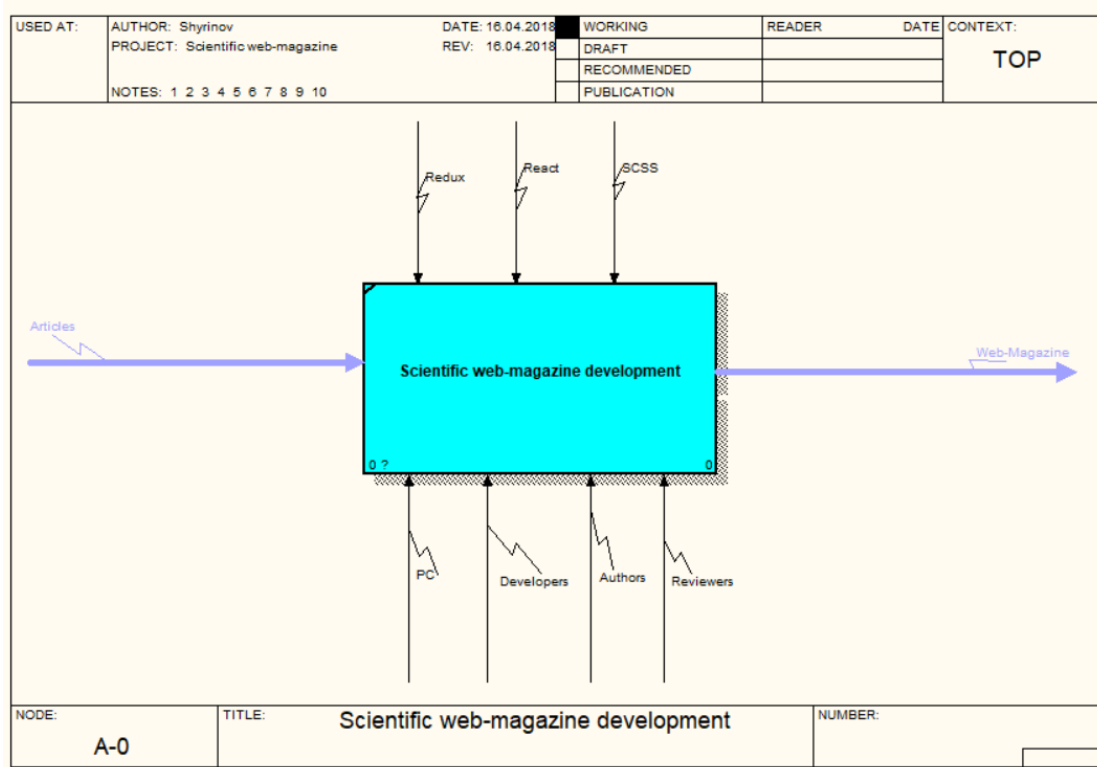 USED AT:
AUTHOR: Shyrinov
DATE: 16.04.2018
PROJECT: Scientific web-magazine
REV: 16.04.2018
NOTES: 1 2 3 4 5 6 7 8 9 10
WORKING
DRAFT
RECOMMENDED
PUBLICATION
READER
DATE
CONTEXT:
TOP
Redux
React
SCSS
Articles
Web-Magazine
Scientific web-magazine development
0 ?
0
PC
Developers
Authors
Reviewers
NODE:
A-0
TITLE:
Scientific web-magazine development
NUMBER: